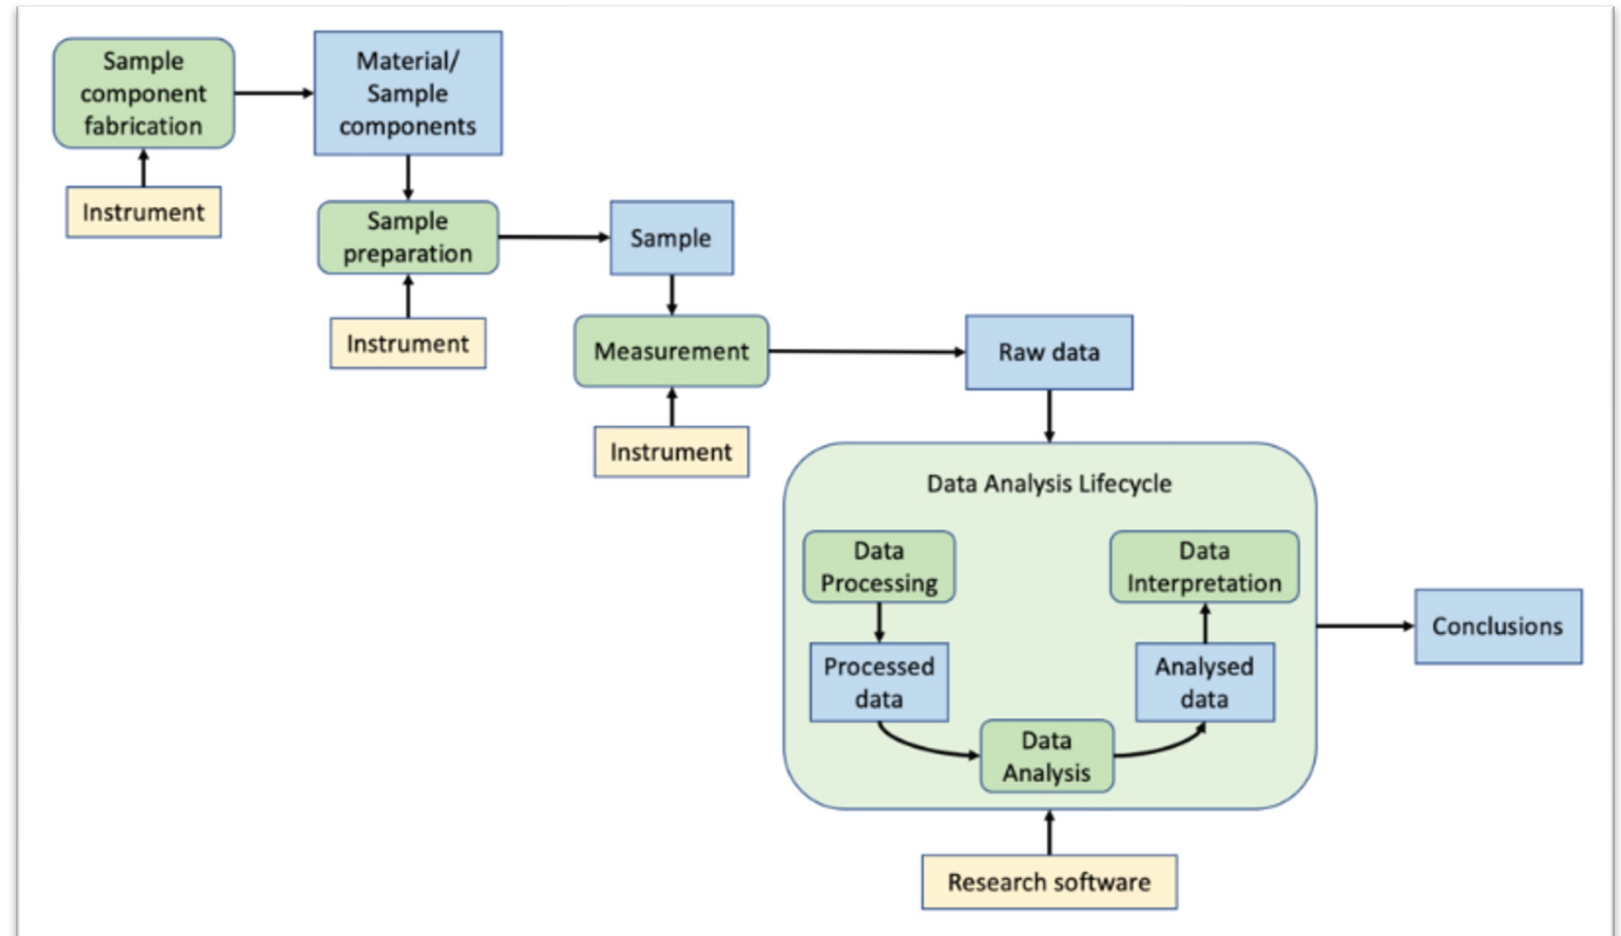 Sample
component
fabrication
Material/
Sample
components
Instrument
Sample
preparation
Sample
Instrument
Measurement
Raw data
Instrument
Data Analysis Lifecycle
Data
Processing
Data
Interpretation
Processed
data
Analysed
data
Data
Analysis
Conclusions
Research software